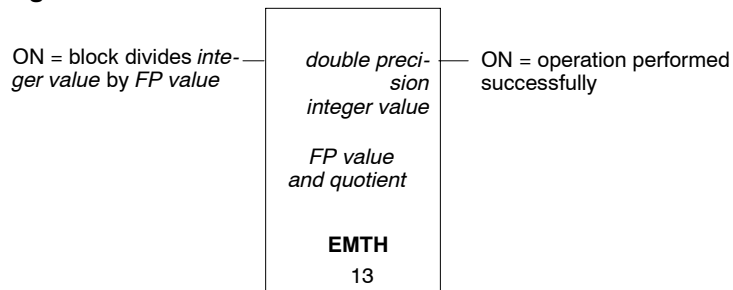 ON = block divides inte-
ger value by FP value
double preci-
sion
integer value
FP value
and quotient
EMTH
13
ON = operation performed
successfully